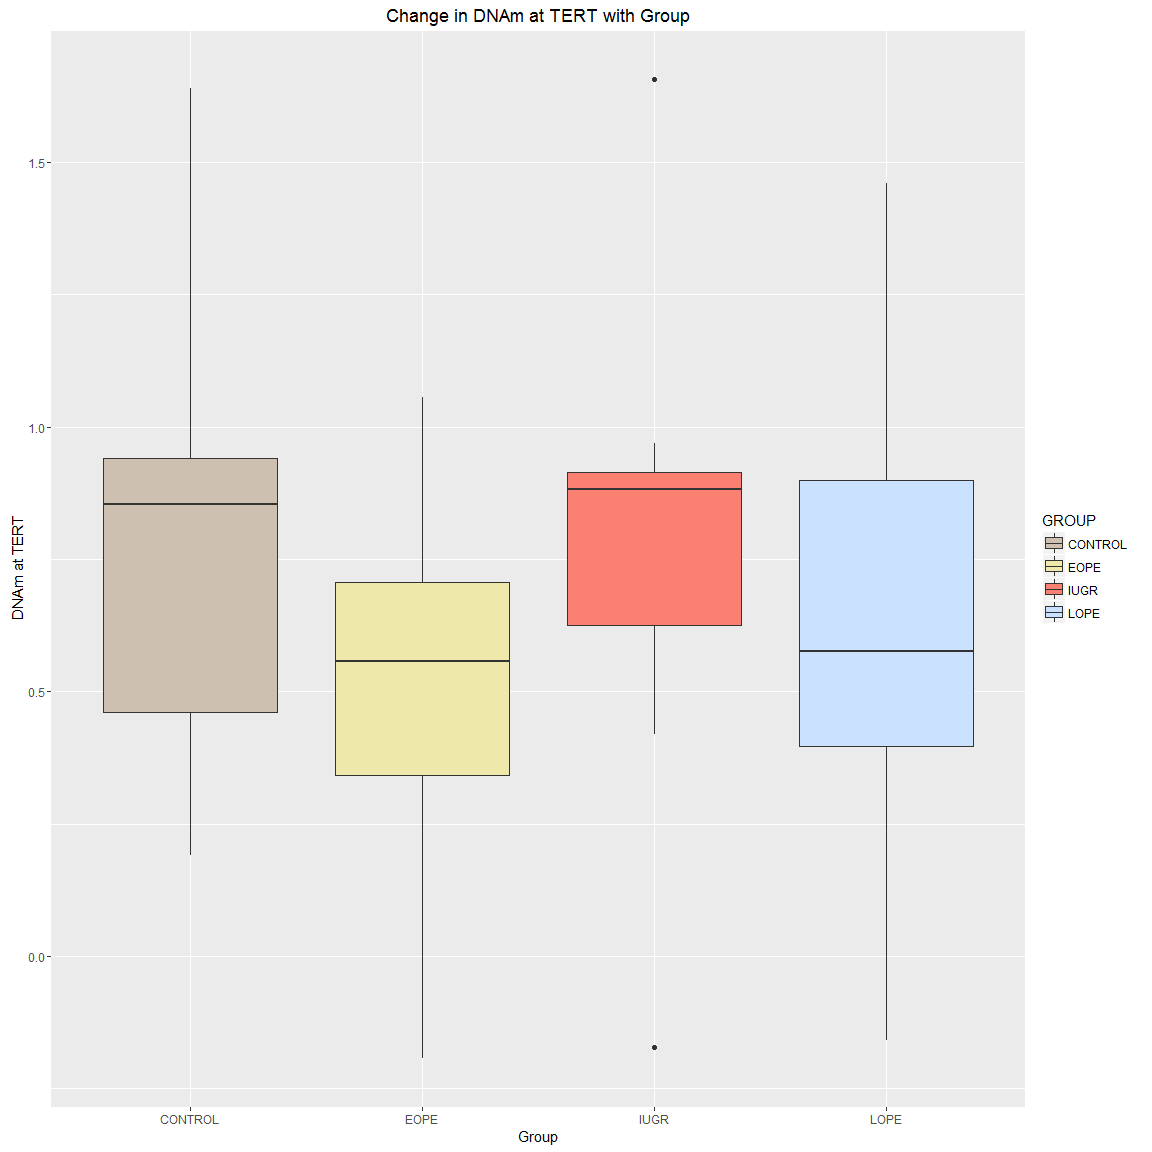 Change in DNAm at TERT with Group
DNAm at TERT
1.5
1.0
0.5
0.0
CONTROL EOPE IUGR LOPE
Group
GROUP
CONTROL
EOPE
IUGR
LOPE